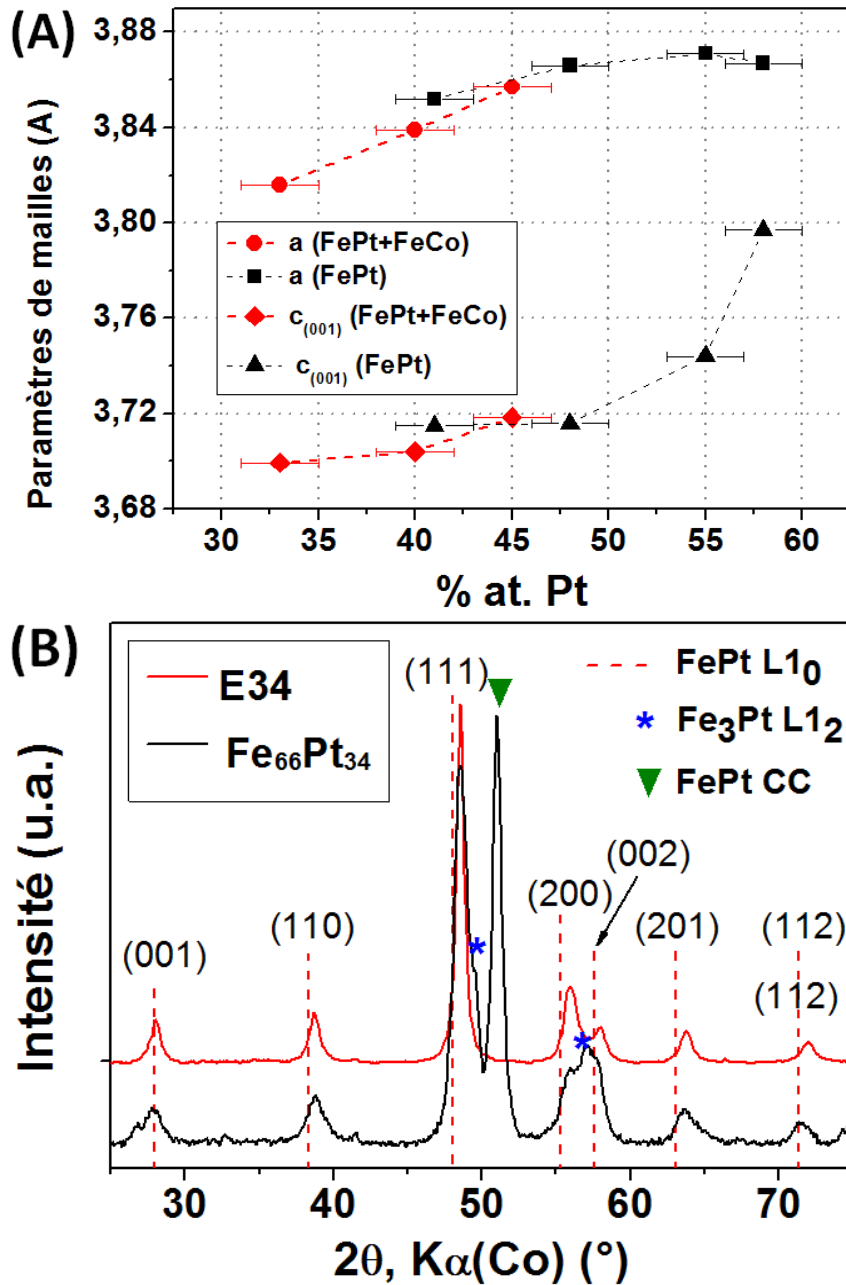 (A)
Paramètres de mailles (A)
3,88
3,84
3,80
3,76
3,72
3,68
a (FePt+FeCo)
a (FePt)
c(001) (FePt+FeCo)
c(001) (FePt)
30 35 40 45 50 55 60
% at. Pt
(B)
Intensité (u.a.)
E34
Fe66Pt34
FePt L10
* Fe3Pt L12
FePt CC
(111)
(002)
(200)
(001) (110) (201) (112)
(112)
*
*
30 40 50 60 70
2θ, Kα(Co) (°)